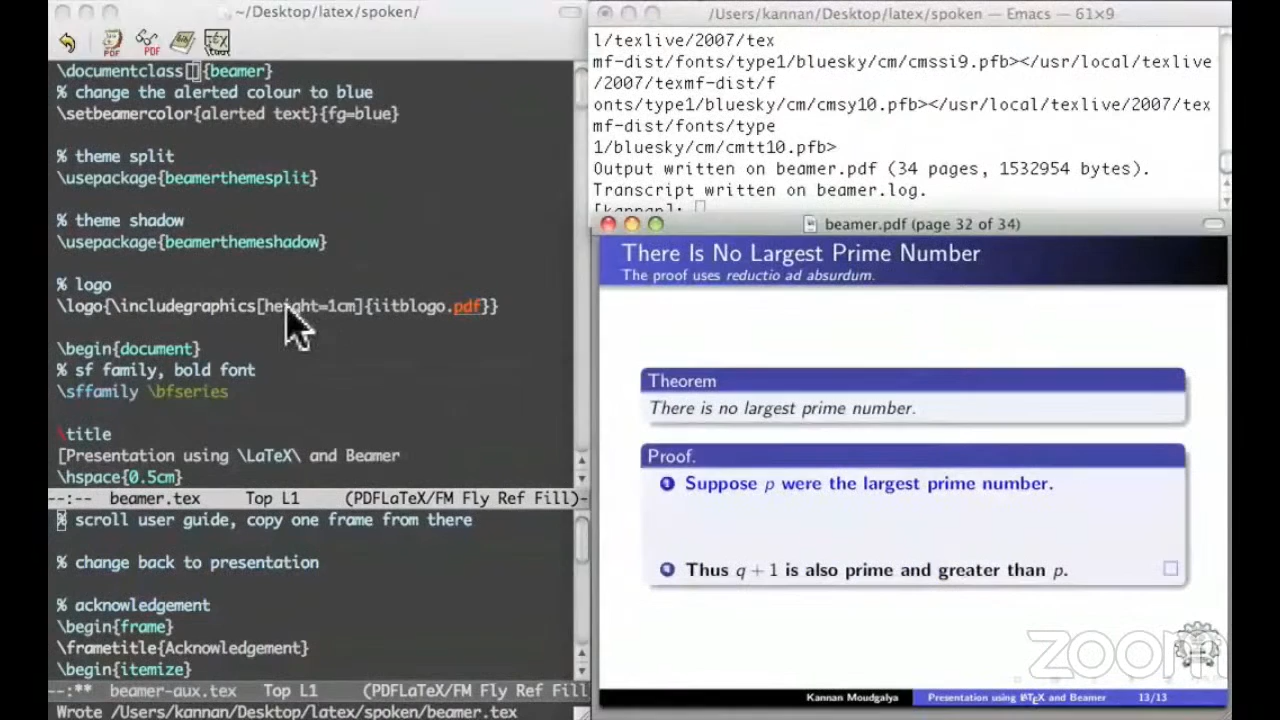 ~/Desktop/latex/spoken/
\documentclass[]{beamer}
% change the alerted colour to blue
\setbeamercolor{alerted text}{fg=blue}
% theme split
\usepackage{beamerthemesplit}
% theme shadow
\usepackage{beamerthemeshadow}
% logo
\logo{\includegraphics[height=1cm]{iitblogo.pdf}}
\begin{document}
% sf family, bold font
\sffamily \bfseries
\title
[Presentation using \LaTeX\ and Beamer
\hspace{0.5cm}
--:-- beamer.tex Top L1 (PDFLaTeX/FM Fly Ref Fill)-
% scroll user guide, copy one frame from there
% change back to presentation
% acknowledgement
\begin{frame}
\frametitle{Acknowledgement}
\begin{itemize}
--:** beamer-aux.tex Top L1 (PDFLaTeX/FM Fly Ref Fill
Wrote /Users/kannan/Desktop/latex/spoken/beamer.tex
/Users/kannan/Desktop/latex/spoken — Emacs — 61×9
l/texlive/2007/tex
mf-dist/fonts/type1/bluesky/cm/cmssi9.pfb></usr/local/texlive
/2007/texmf-dist/f
onts/type1/bluesky/cm/cmsy10.pfb></usr/local/texlive/2007/tex
mf-dist/fonts/type
1/bluesky/cm/cmtt10.pfb>
Output written on beamer.pdf (34 pages, 1532954 bytes).
Transcript written on beamer.log.
[kannan]:
beamer.pdf (page 32 of 34)
There Is No Largest Prime Number
The proof uses reductio ad absurdum.
Theorem
There is no largest prime number.
Proof.
1 Suppose p were the largest prime number.
4 Thus q + 1 is also prime and greater than p.
zoom
Kannan Moudgalya Presentation using LaTeX and Beamer 13/13